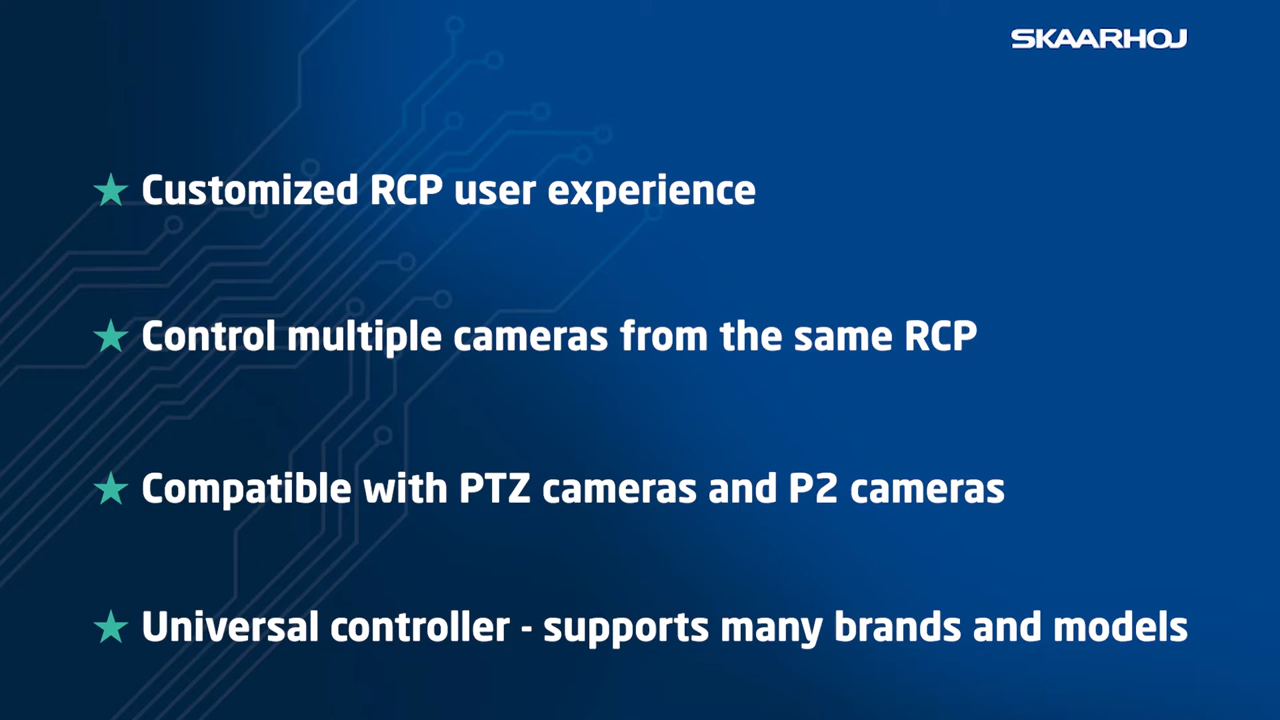 SKAARHOJ
Customized RCP user experience
Control multiple cameras from the same RCP
Compatible with PTZ cameras and P2 cameras
Universal controller - supports many brands and models